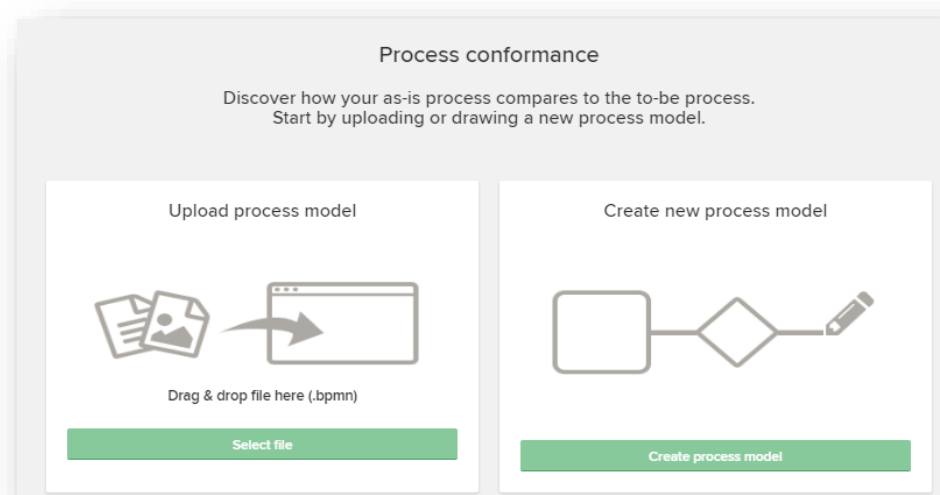 Process conformance
Discover how your as-is process compares to the to-be process.
Start by uploading or drawing a new process model.
Upload process model
Drag & drop file here (.bpmn)
Select file
Create new process model
Create process model